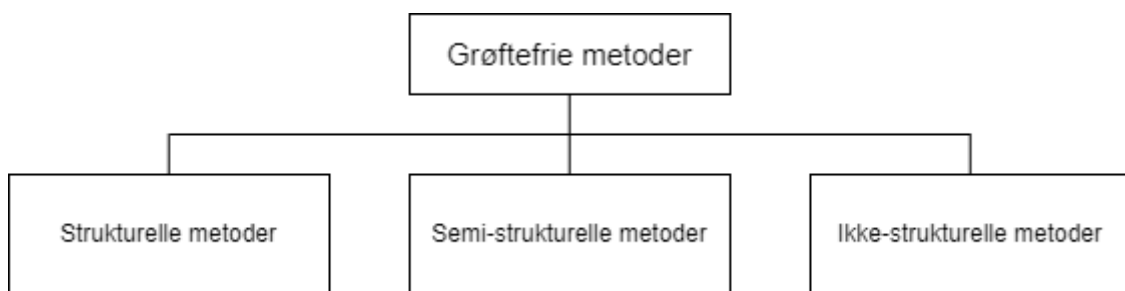 Grøftefrie metoder
Strukturelle metoder
Semi-strukturelle metoder
Ikke-strukturelle metoder